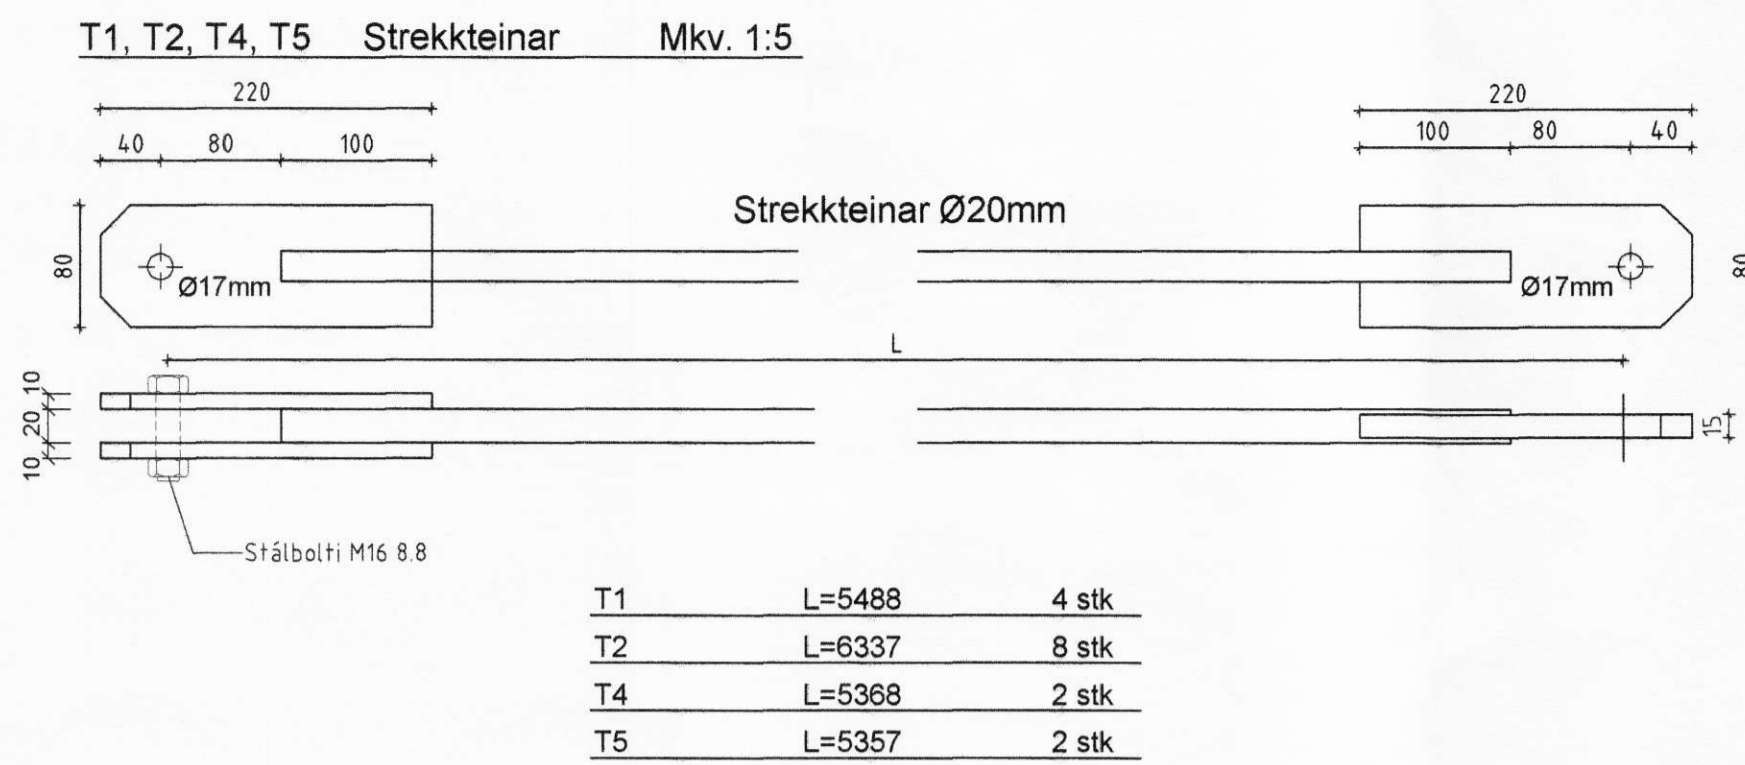 T1, T2, T4, T5 Strekkteinar Mkv. 1:5
220 220
40 80 100 100 80 40
Strekkteinar Ø20mm
80 80
Ø17mm Ø17mm
L
10
20
10
15
Stálbolti M16 8.8
T1 L=5488 4 stk
T2 L=6337 8 stk
T4 L=5368 2 stk
T5 L=5357 2 stk